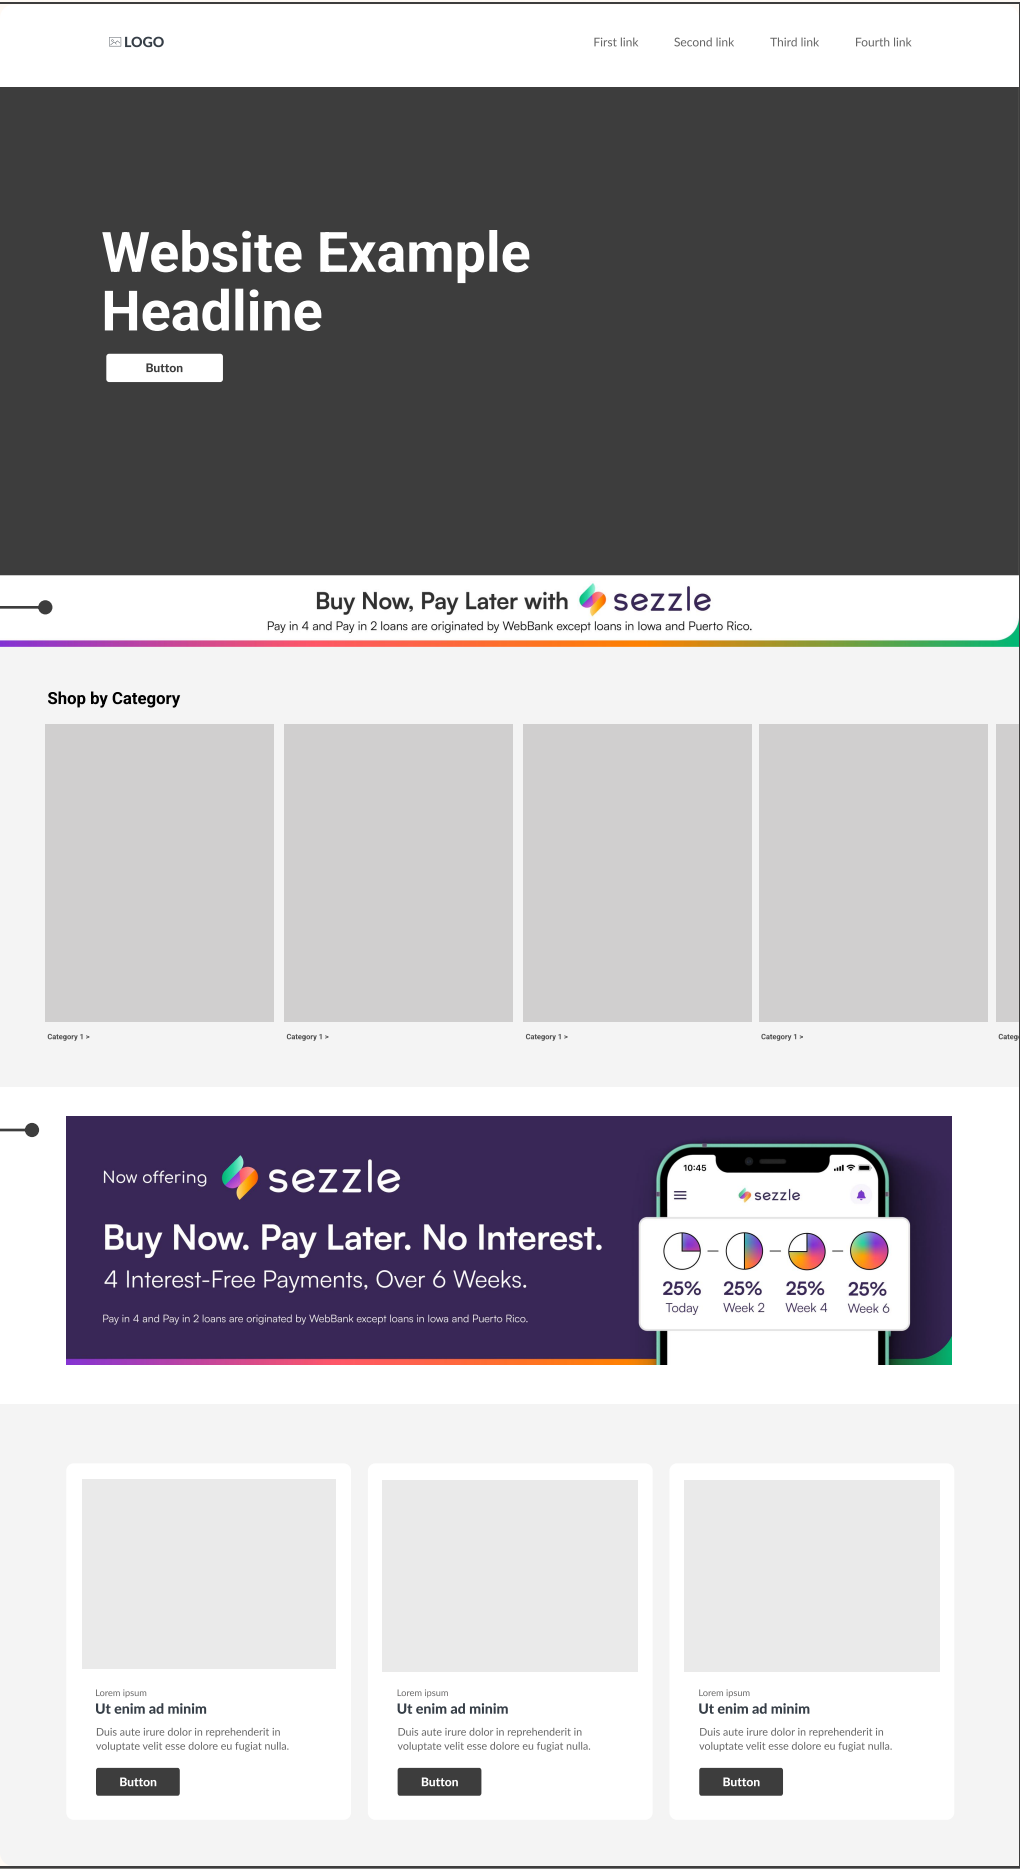 LOGO
First link Second link Third link Fourth link
Website Example
Headline
Button
Buy Now, Pay Later with sezzle
Pay in 4 and Pay in 2 loans are originated by WebBank except loans in Iowa and Puerto Rico.
Shop by Category
Category 1 > Category 1 > Category 1 > Category 1 > Categ
Now offering sezzle
Buy Now. Pay Later. No Interest.
4 Interest-Free Payments, Over 6 Weeks.
Pay in 4 and Pay in 2 loans are originated by WebBank except loans in Iowa and Puerto Rico.
10:45
sezzle
25% 25% 25% 25%
Today Week 2 Week 4 Week 6
Lorem ipsum
Ut enim ad minim
Duis aute irure dolor in reprehenderit in
voluptate velit esse dolore eu fugiat nulla.
Button
Lorem ipsum
Ut enim ad minim
Duis aute irure dolor in reprehenderit in
voluptate velit esse dolore eu fugiat nulla.
Button
Lorem ipsum
Ut enim ad minim
Duis aute irure dolor in reprehenderit in
voluptate velit esse dolore eu fugiat nulla.
Button